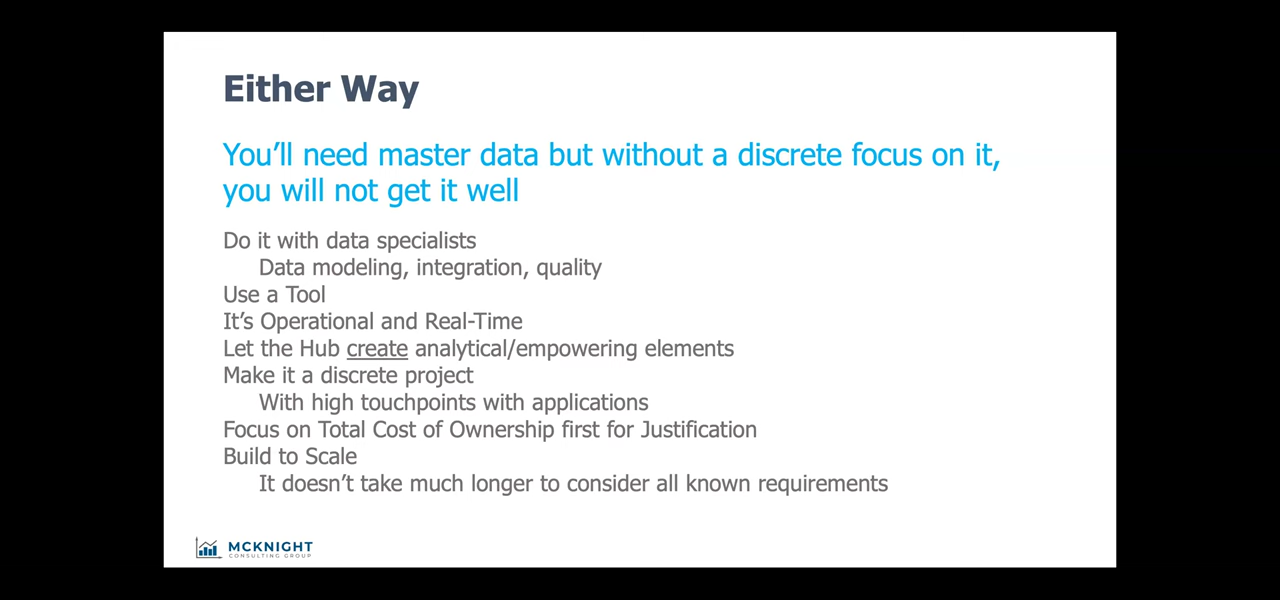 Either Way
You’ll need master data but without a discrete focus on it,
you will not get it well
Do it with data specialists
Data modeling, integration, quality
Use a Tool
It’s Operational and Real-Time
Let the Hub create analytical/empowering elements
Make it a discrete project
With high touchpoints with applications
Focus on Total Cost of Ownership first for Justification
Build to Scale
It doesn’t take much longer to consider all known requirements
MCKNIGHT
CONSULTING GROUP